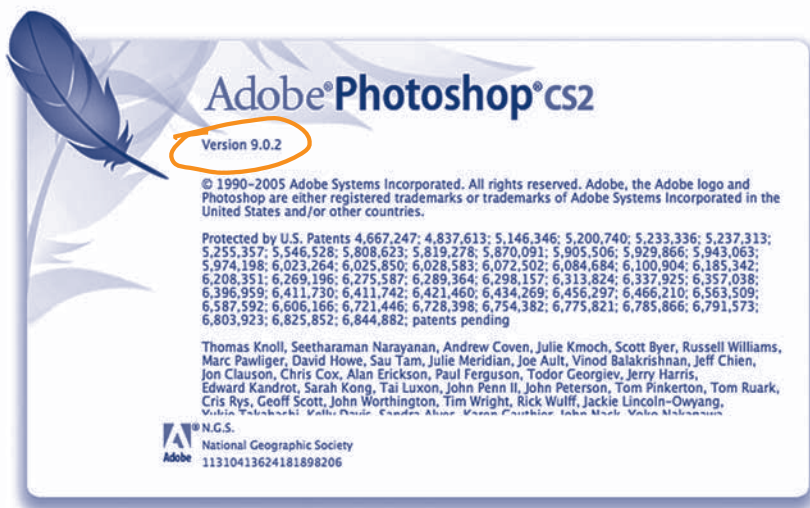 Adobe®Photoshop®CS2
Version 9.0.2
© 1990–2005 Adobe Systems Incorporated. All rights reserved. Adobe, the Adobe logo and
Photoshop are either registered trademarks or trademarks of Adobe Systems Incorporated in the
United States and/or other countries.
Protected by U.S. Patents 4,667,247; 4,837,613; 5,146,346; 5,200,740; 5,233,336; 5,237,313;
5,255,357; 5,546,528; 5,808,623; 5,819,278; 5,870,091; 5,905,506; 5,929,866; 5,943,063;
5,974,198; 6,023,264; 6,025,850; 6,028,583; 6,072,502; 6,084,684; 6,100,904; 6,185,342;
6,208,351; 6,269,196; 6,275,587; 6,289,364; 6,298,157; 6,313,824; 6,337,925; 6,357,038;
6,396,959; 6,411,730; 6,411,742; 6,421,460; 6,434,269; 6,456,297; 6,466,210; 6,563,509;
6,587,592; 6,606,166; 6,721,446; 6,728,398; 6,754,382; 6,775,821; 6,785,866; 6,791,573;
6,803,923; 6,825,852; 6,844,882; patents pending
Thomas Knoll, Seetharaman Narayanan, Andrew Coven, Julie Kmoch, Scott Byer, Russell Williams,
Marc Pawliger, David Howe, Sau Tam, Julie Meridian, Joe Ault, Vinod Balakrishnan, Jeff Chien,
Jon Clauson, Chris Cox, Alan Erickson, Paul Ferguson, Todor Georgiev, Jerry Harris,
Edward Kandrot, Sarah Kong, Tai Luxon, John Penn II, John Peterson, Tom Pinkerton, Tom Ruark,
Cris Rys, Geoff Scott, John Worthington, Tim Wright, Rick Wulff, Jackie Lincoln-Owyang,
Yukie Takahashi, Kelly Davis, Sandra Alves, Karen Gauthier, John Nack, Yoko Nakagawa
® N.G.S.
National Geographic Society
Adobe 11310413624181898206